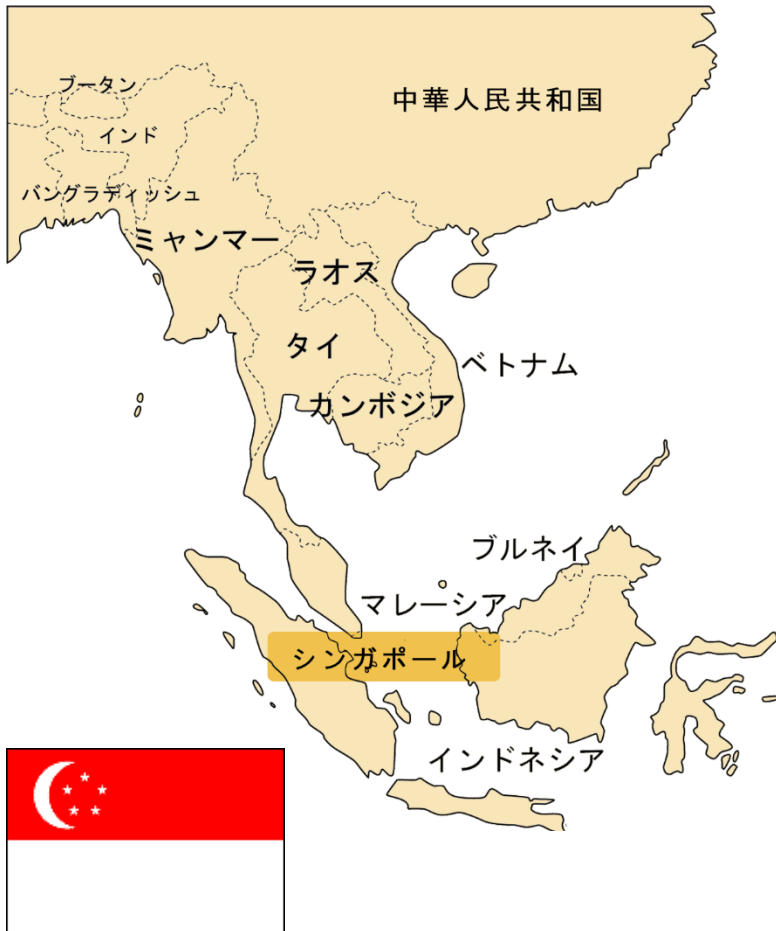 ブータン
中華人民共和国
インド
バングラディッシュ
ミャンマー
ラオス
タイ
ベトナム
カンボジア
ブルネイ
マレーシア
シンガポール
インドネシア